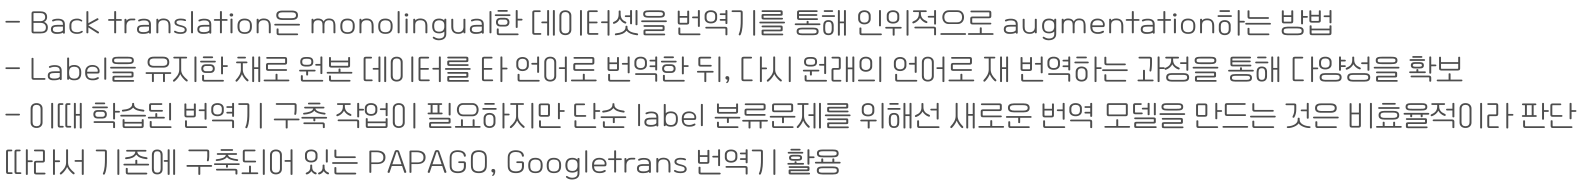 - Back translation은 monolingual한 데이터셋을 번역기를 통해 인위적으로 augmentation하는 방법
- Label을 유지한 채로 원본 데이터를 타 언어로 번역한 뒤, 다시 원래의 언어로 재 번역하는 과정을 통해 다양성을 확보
- 이때 학습된 번역기 구축 작업이 필요하지만 단순 label 분류문제를 위해선 새로운 번역 모델을 만드는 것은 비효율적이라 판단
따라서 기존에 구축되어 있는 PAPAGO, Googletrans 번역기 활용